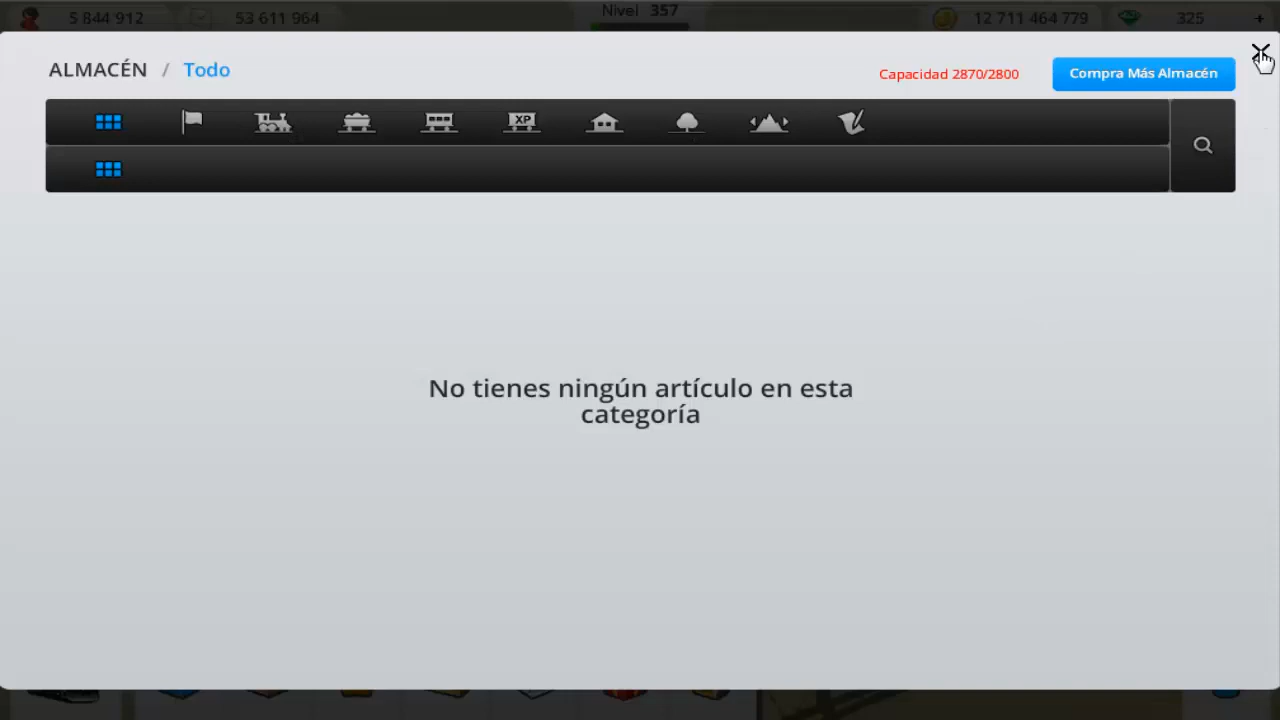 5 844 912 53 611 964 Nivel 357 12 711 464 779 325 +
ALMACÉN / Todo Capacidad 2870/2800 Compra Más Almacén
XP
No tienes ningún artículo en esta
categoría